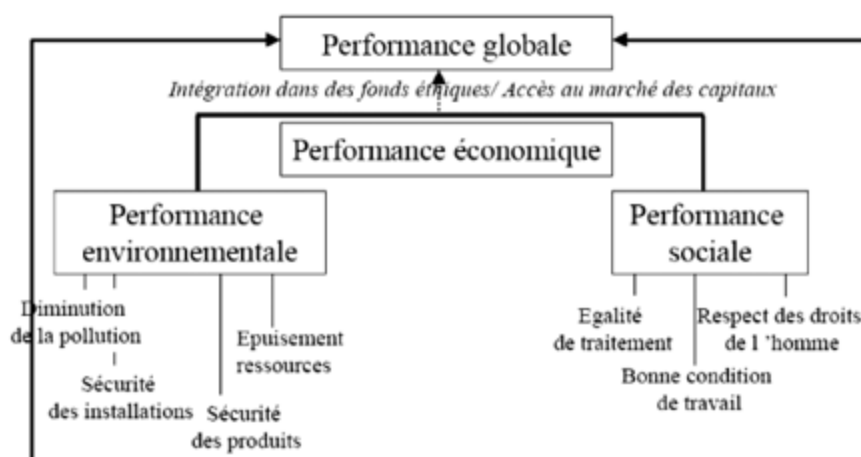 Performance globale
Intégration dans des fonds éthiques/ Accès au marché des capitaux
Performance économique
Performance
environnementale
Performance
sociale
Diminution
de la pollution
Epuisement
ressources
Sécurité
des installations
Sécurité
des produits
Egalité
de traitement
Respect des droits
de l ’homme
Bonne condition
de travail